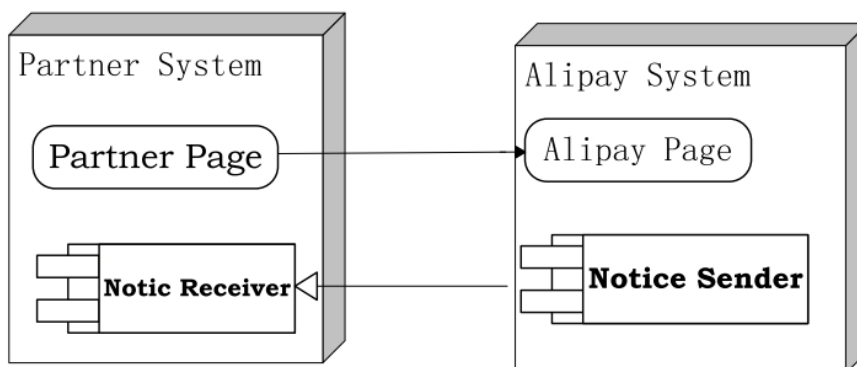 Partner System
Alipay System
Partner Page
Alipay Page
Notic Receiver
Notice Sender